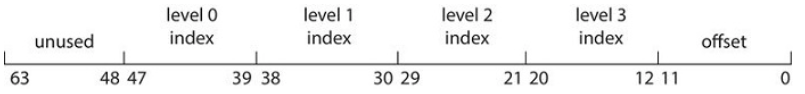 level 0 level 1 level 2 level 3
unused index index index index offset
63 48 47 39 38 30 29 21 20 12 11 0